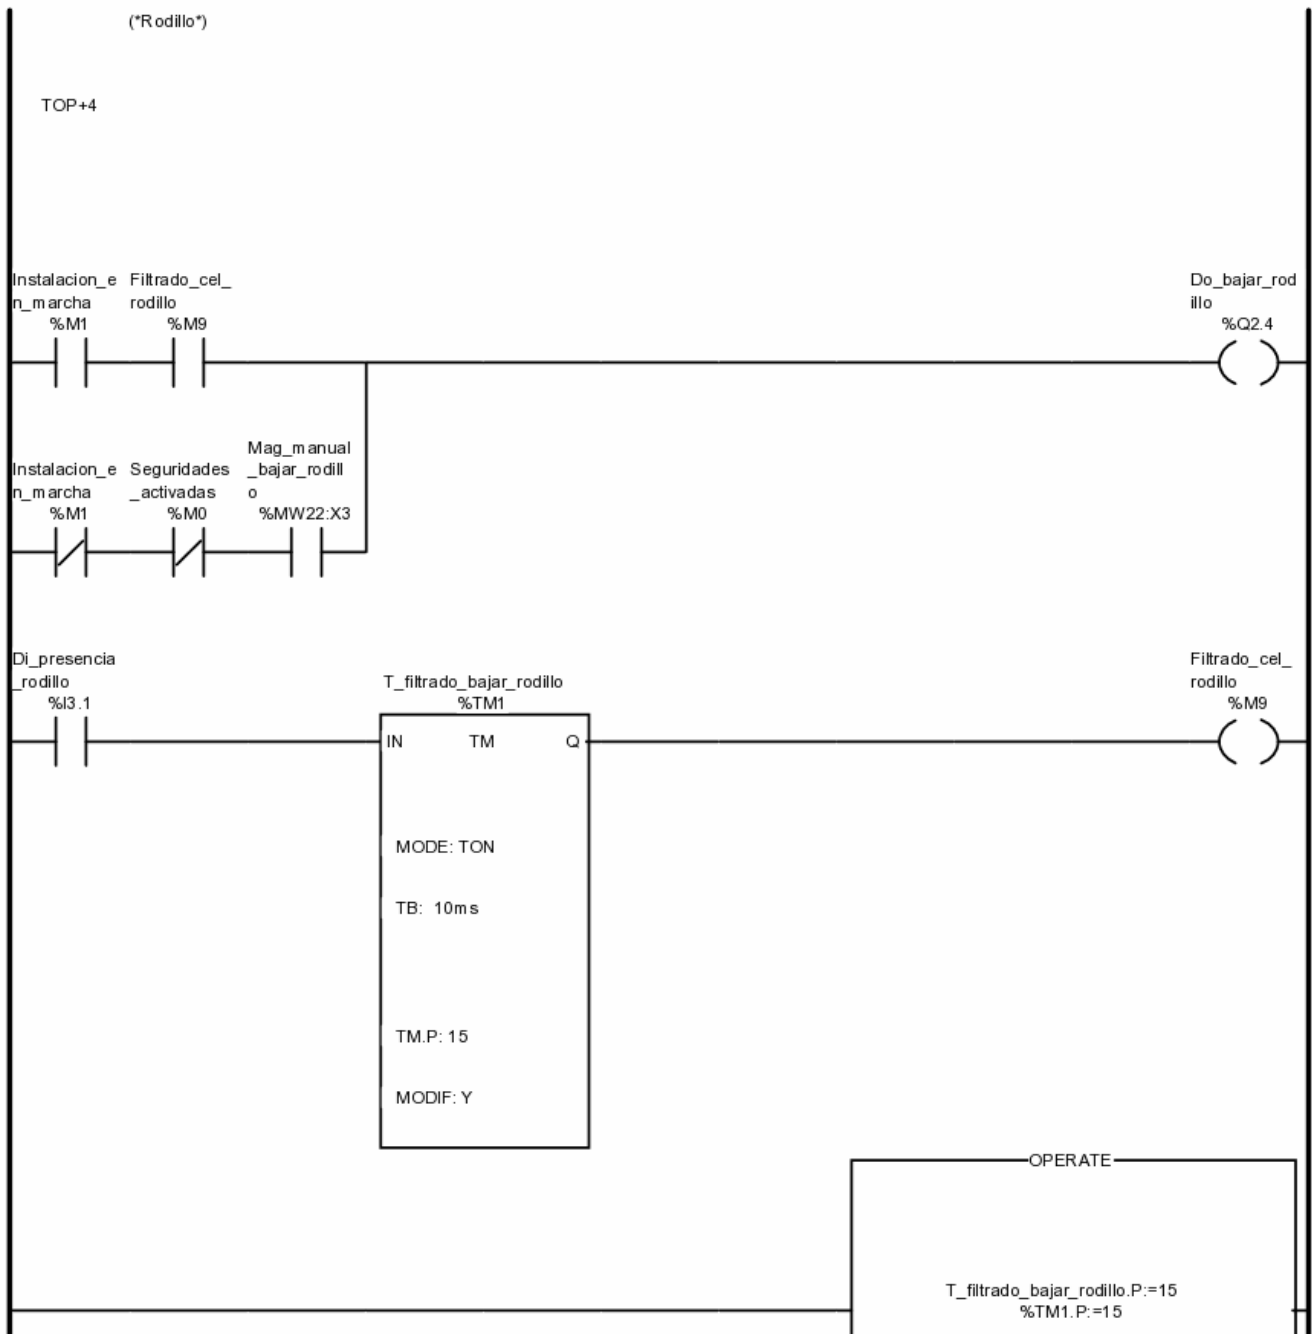 (*Rodillo*)
TOP+4
Instalacion_e Filtrado_cel_ Do_bajar_rod
n_marcha rodillo illo
%M1 %M9 %Q2.4
Mag_manual
Instalacion_e Seguridades _bajar_rodill
n_marcha _activadas o
%M1 %M0 %MW22:X3
Di_presencia Filtrado_cel_
_rodillo T_filtrado_bajar_rodillo rodillo
%I3.1 %TM1 %M9
IN TM Q
MODE: TON
TB: 10ms
TM.P: 15
MODIF: Y
OPERATE
T_filtrado_bajar_rodillo.P:=15
%TM1.P:=15